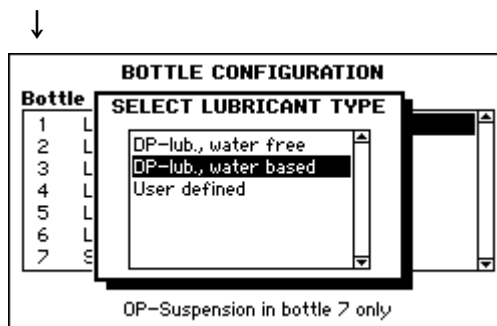 ↓
BOTTLE CONFIGURATION
Bottle
SELECT LUBRICANT TYPE
1 L
2 L
3 L
4 L
5 L
6 L
7 S
DP-lub., water free
DP-lub., water based
User defined
OP-Suspension in bottle 7 only